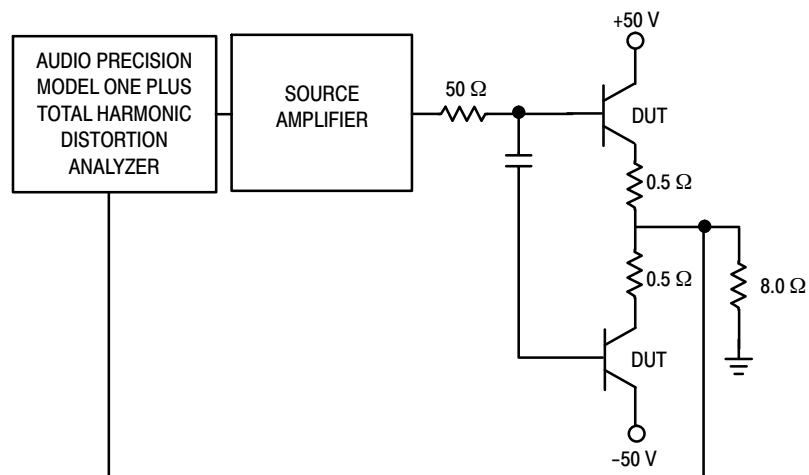 +50 V
AUDIO PRECISION
MODEL ONE PLUS
TOTAL HARMONIC
DISTORTION
ANALYZER
SOURCE
AMPLIFIER
50 Ω
DUT
0.5 Ω
0.5 Ω
8.0 Ω
DUT
–50 V